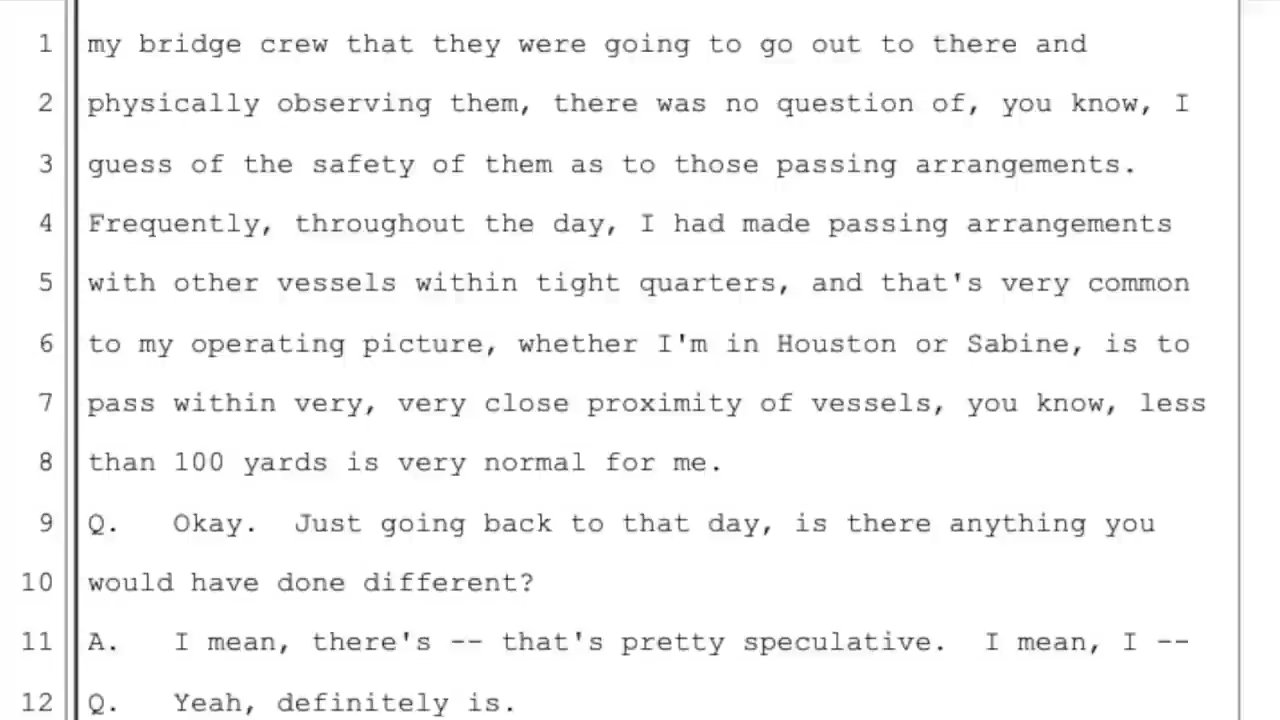 1 my bridge crew that they were going to go out to there and
2 physically observing them, there was no question of, you know, I
3 guess of the safety of them as to those passing arrangements.
4 Frequently, throughout the day, I had made passing arrangements
5 with other vessels within tight quarters, and that's very common
6 to my operating picture, whether I'm in Houston or Sabine, is to
7 pass within very, very close proximity of vessels, you know, less
8 than 100 yards is very normal for me.
9 Q. Okay. Just going back to that day, is there anything you
10 would have done different?
11 A. I mean, there's -- that's pretty speculative. I mean, I --
12 Q. Yeah, definitely is.